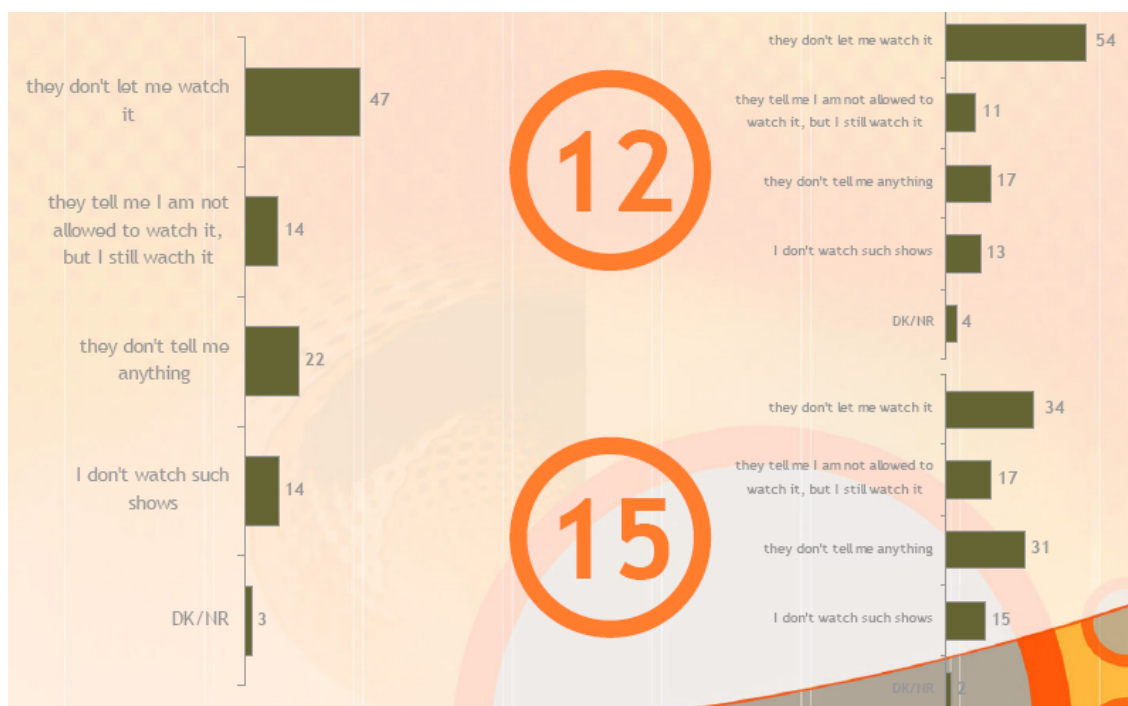 they don't let me watch
it
47
they tell me I am not
allowed to watch it,
but I still wacth it
14
they don't tell me
anything
22
I don't watch such
shows
14
DK/NR
3
12
they don't let me watch it
54
they tell me I am not allowed to
watch it, but I still watch it
11
they don't tell me anything
17
I don't watch such shows
13
DK/NR
4
15
they don't let me watch it
34
they tell me I am not allowed to
watch it, but I still watch it
17
they don't tell me anything
31
I don't watch such shows
15
DK/NR
2